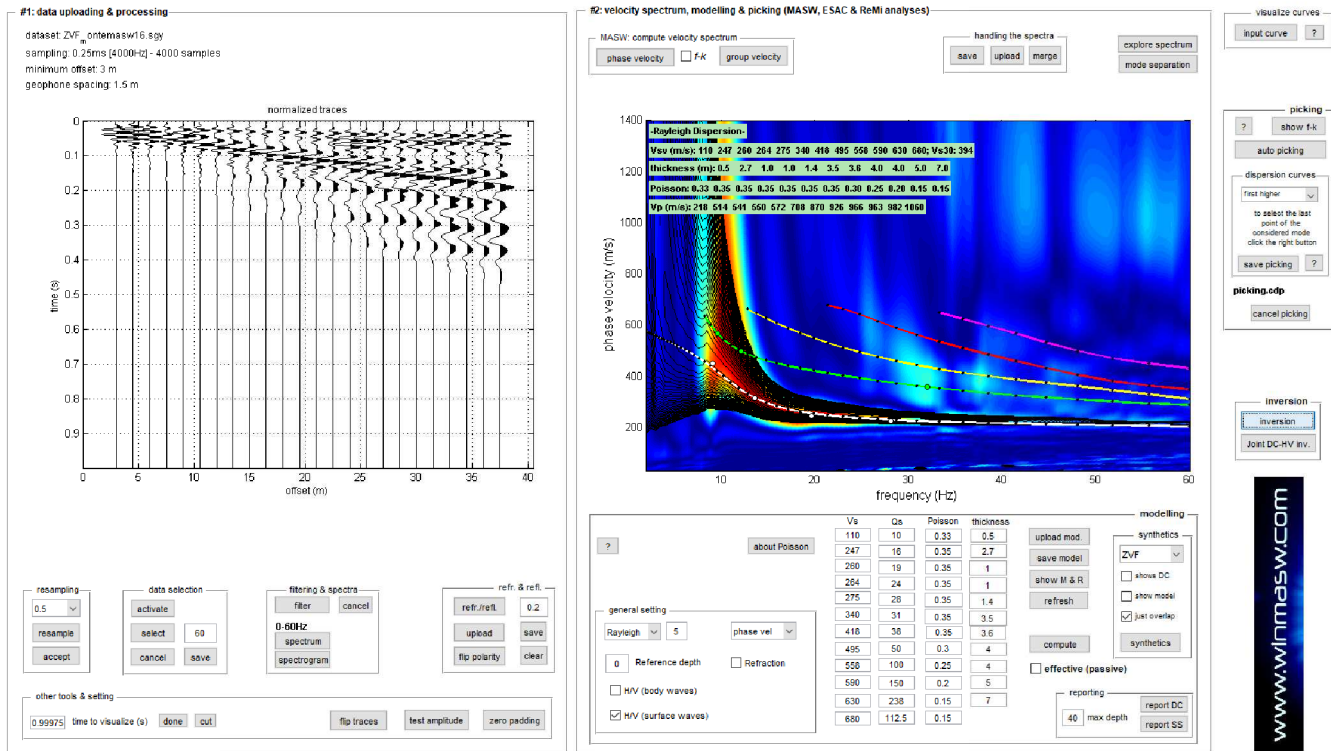 #1: data uploading & processing
dataset: ZVF_montemasw16.sgy
sampling: 0.25ms [4000Hz] - 4000 samples
minimum offset: 3 m
geophone spacing: 1.5 m
normalized traces
0
0.1
0.2
0.3
0.4
0.5
0.6
0.7
0.8
0.9
time (s)
0 5 10 15 20 25 30 35 40
offset (m)
resampling
0.5
resample
accept
data selection
activate
select 60
cancel save
filtering & spectra
filter cancel
0-60Hz
spectrum
spectrogram
refr. & refl.
refr./refl. 0.2
upload save
flip polarity clear
other tools & setting
0.99975 time to visualize (s) done cut
flip traces test amplitude zero padding
#2: velocity spectrum, modelling & picking (MASW, ESAC & ReMi analyses)
MASW: compute velocity spectrum
phase velocity f-k group velocity
handling the spectra
save upload merge
explore spectrum
mode separation
-Rayleigh Dispersion-
Vsv (m/s): 110 247 260 264 275 340 418 495 558 590 630 680; Vs30: 394
thickness (m): 0.5 2.7 1.0 1.0 1.4 3.5 3.6 4.0 4.0 5.0 7.0
Poisson: 0.33 0.35 0.35 0.35 0.35 0.35 0.35 0.30 0.25 0.20 0.15 0.15
Vp (m/s): 218 514 541 550 572 708 870 926 966 963 982 1060
1400
1200
1000
800
600
400
200
phase velocity (m/s)
10 20 30 40 50 60
frequency (Hz)
modelling
? about Poisson
general setting
Rayleigh 5 phase vel
0 Reference depth Refraction
H/V (body waves)
H/V (surface waves)
Vs Qs Poisson thickness
110 10 0.33 0.5
247 16 0.35 2.7
260 19 0.35 1
264 24 0.35 1
275 28 0.35 1.4
340 31 0.35 3.5
418 38 0.35 3.6
495 50 0.3 4
558 100 0.25 4
590 150 0.2 5
630 238 0.15 7
680 112.5 0.15
upload mod.
save model
show M & R
refresh
compute
effective (passive)
synthetics
ZVF
shows DC
show model
just overlap
synthetics
reporting
40 max depth
report DC
report SS
visualize curves
input curve ?
picking
? show f-k
auto picking
dispersion curves
first higher
to select the last
point of the
considered mode
click the right button
save picking ?
picking.cdp
cancel picking
inversion
inversion
Joint DC-HV inv.
www.winmasw.com